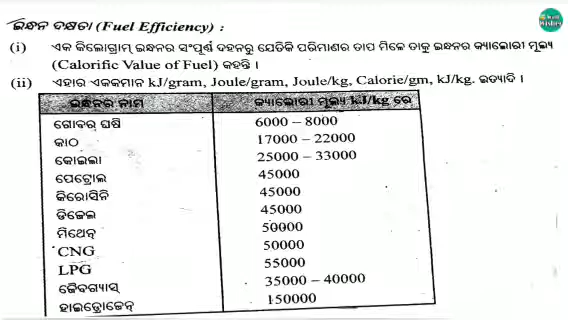 ଇନ୍ଧନ ଦକ୍ଷତା (Fuel Efficiency) :
(i) ଏକ କିଲୋଗ୍ରାମ୍ ଇନ୍ଧନର ସଂପୂର୍ଣ୍ଣ ଦହନରୁ ଯେତିକି ପରିମାଣର ତାପ ମିଳେ ତାକୁ ଇନ୍ଧନର କ୍ୟାଲୋରୀ ମୂଲ୍ୟ
(Calorific Value of Fuel) କହନ୍ତି ।
(ii) ଏହାର ଏକକମାନ kJ/gram, Joule/gram, Joule/kg, Calorie/gm, kJ/kg. ଇତ୍ୟାଦି ।
ଇନ୍ଧନର ନାମ କ୍ୟାଲୋରୀ ମୂଲ୍ୟ kJ/kg ରେ
ଗୋବର ଘଷି 6000 – 8000
କାଠ 17000 – 22000
କୋଇଲା 25000 – 33000
ପେଟ୍ରୋଲ 45000
କିରୋସିନି 45000
ଡିଜେଲ 45000
ମିଥେନ୍ 50000
CNG 50000
LPG 55000
ଜୈବଗ୍ୟାସ୍ 35000 – 40000
ହାଇଡ୍ରୋଜେନ୍ 150000